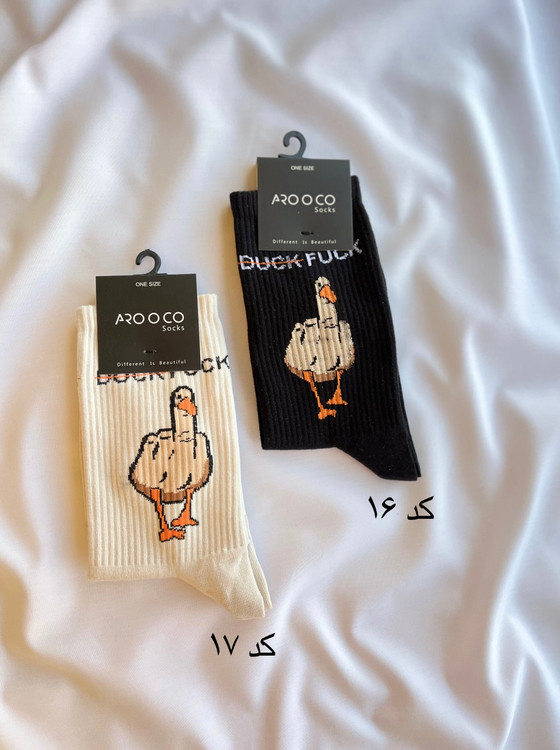 ONE SIZE
AROOCO
Socks
Different Is Beautiful
DUCK FUCK
کد ۱۶
ONE SIZE
AROOCO
Socks
Different Is Beautiful
DUCK FUCK
کد ۱۷